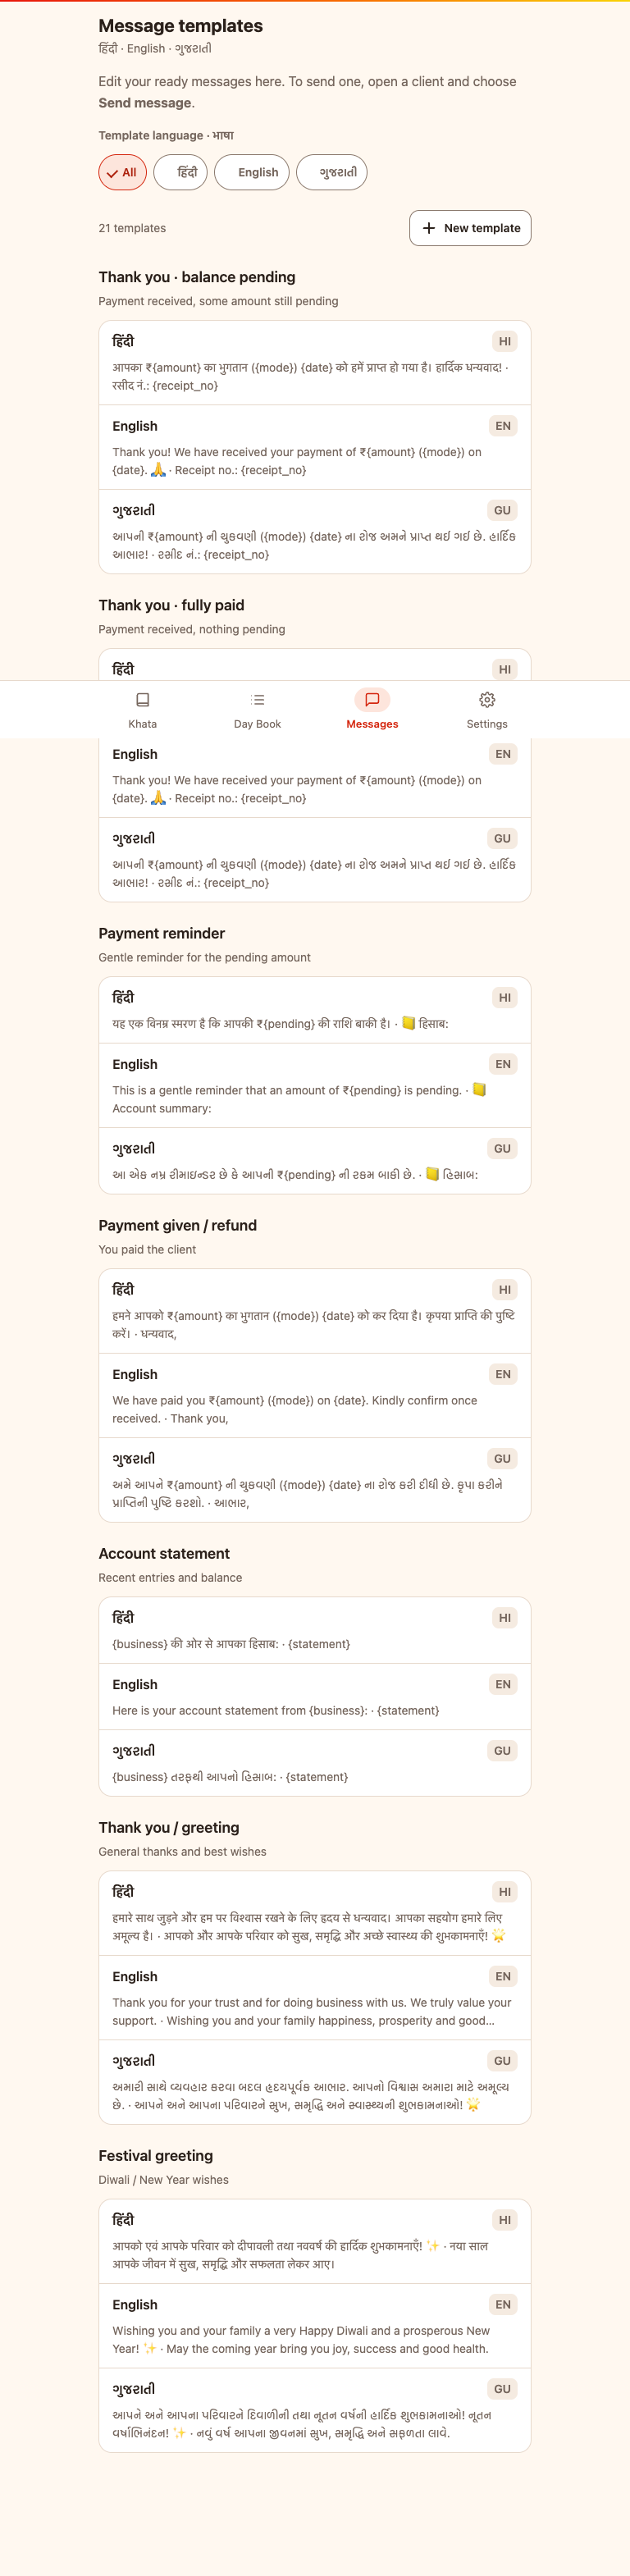 Message templates
हिंदी · English · ગુજરાતી
Edit your ready messages here. To send one, open a client and choose
Send message.
Template language · भाषा
All
हिंदी
English
ગુજરાતી
21 templates
New template
Thank you · balance pending
Payment received, some amount still pending
हिंदी
HI
आपका ₹{amount} का भुगतान ({mode}) {date} को हमें प्राप्त हो गया है। हार्दिक धन्यवाद! ·
रसीद नं.: {receipt_no}
English
EN
Thank you! We have received your payment of ₹{amount} ({mode}) on
{date}. 🙏 · Receipt no.: {receipt_no}
ગુજરાતી
GU
આપની ₹{amount} ની ચુકવણી ({mode}) {date} ના રોજ અમને પ્રાપ્ત થઈ ગઈ છે. હાર્દિક
આભાર! · રસીદ નં.: {receipt_no}
Thank you · fully paid
Payment received, nothing pending
हिंदी
HI
Khata
Day Book
Messages
Settings
English
EN
Thank you! We have received your payment of ₹{amount} ({mode}) on
{date}. 🙏 · Receipt no.: {receipt_no}
ગુજરાતી
GU
આપની ₹{amount} ની ચુકવણી ({mode}) {date} ના રોજ અમને પ્રાપ્ત થઈ ગઈ છે. હાર્દિક
આભાર! · રસીદ નં.: {receipt_no}
Payment reminder
Gentle reminder for the pending amount
हिंदी
HI
यह एक विनम्र स्मरण है कि आपकी ₹{pending} की राशि बाकी है। · 📒 हिसाब:
English
EN
This is a gentle reminder that an amount of ₹{pending} is pending. · 📒
Account summary:
ગુજરાતી
GU
આ એક નમ્ર રીમાઇન્ડર છે કે આપની ₹{pending} ની રકમ બાકી છે. · 📒 હિસાબ:
Payment given / refund
You paid the client
हिंदी
HI
हमने आपको ₹{amount} का भुगतान ({mode}) {date} को कर दिया है। कृपया प्राप्ति की पुष्टि
करें। · धन्यवाद,
English
EN
We have paid you ₹{amount} ({mode}) on {date}. Kindly confirm once
received. · Thank you,
ગુજરાતી
GU
અમે આપને ₹{amount} ની ચુકવણી ({mode}) {date} ના રોજ કરી દીધી છે. કૃપા કરીને
પ્રાપ્તિની પુષ્ટિ કરશો. · આભાર,
Account statement
Recent entries and balance
हिंदी
HI
{business} की ओर से आपका हिसाब: · {statement}
English
EN
Here is your account statement from {business}: · {statement}
ગુજરાતી
GU
{business} તરફથી આપનો હિસાબ: · {statement}
Thank you / greeting
General thanks and best wishes
हिंदी
HI
हमारे साथ जुड़ने और हम पर विश्वास रखने के लिए हृदय से धन्यवाद। आपका सहयोग हमारे लिए
अमूल्य है। · आपको और आपके परिवार को सुख, समृद्धि और अच्छे स्वास्थ्य की शुभकामनाएँ! 🌟
English
EN
Thank you for your trust and for doing business with us. We truly value your
support. · Wishing you and your family happiness, prosperity and good...
ગુજરાતી
GU
અમારી સાથે વ્યવહાર કરવા બદલ હૃદયપૂર્વક આભાર. આપનો વિશ્વાસ અમારા માટે અમૂલ્ય
છે. · આપને અને આપના પરિવારને સુખ, સમૃદ્ધિ અને સ્વાસ્થ્યની શુભકામનાઓ! 🌟
Festival greeting
Diwali / New Year wishes
हिंदी
HI
आपको एवं आपके परिवार को दीपावली तथा नववर्ष की हार्दिक शुभकामनाएँ! ✨ · नया साल
आपके जीवन में सुख, समृद्धि और सफलता लेकर आए।
English
EN
Wishing you and your family a very Happy Diwali and a prosperous New
Year! ✨ · May the coming year bring you joy, success and good health.
ગુજરાતી
GU
આપને અને આપના પરિવારને દિવાળીની તથા નૂતન વર્ષની હાર્દિક શુભકામનાઓ! નૂતન
વર્ષાભિનંદન! ✨ · નવું વર્ષ આપના જીવનમાં સુખ, સમૃદ્ધિ અને સફળતા લાવે.